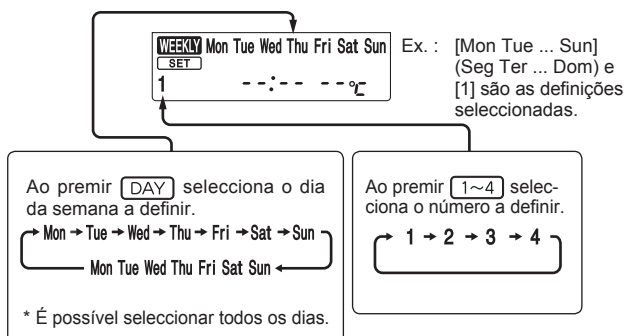 WEEKLY Mon Tue Wed Thu Fri Sat Sun
SET
1 --:-- --°C
Ex. : [Mon Tue ... Sun]
(Seg Ter ... Dom) e
[1] são as definições
seleccionadas.
Ao premir DAY selecciona o dia
da semana a definir.
Mon → Tue → Wed → Thu → Fri → Sat → Sun
Mon Tue Wed Thu Fri Sat Sun
* É possível seleccionar todos os dias.
Ao premir 1~4 selec-
ciona o número a definir.
1 → 2 → 3 → 4